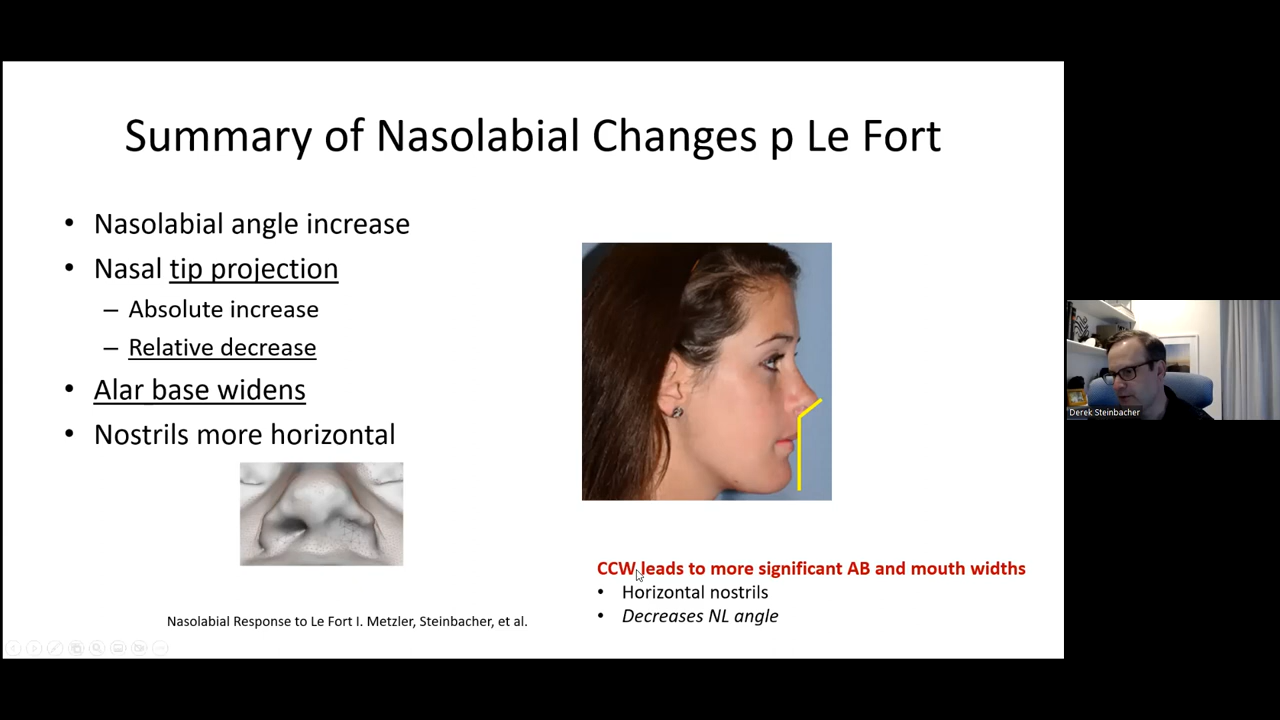 Summary of Nasolabial Changes p Le Fort
• Nasolabial angle increase
• Nasal tip projection
– Absolute increase
– Relative decrease
• Alar base widens
• Nostrils more horizontal
CCW leads to more significant AB and mouth widths
• Horizontal nostrils
• Decreases NL angle
Nasolabial Response to Le Fort I. Metzler, Steinbacher, et al.
Derek Steinbacher